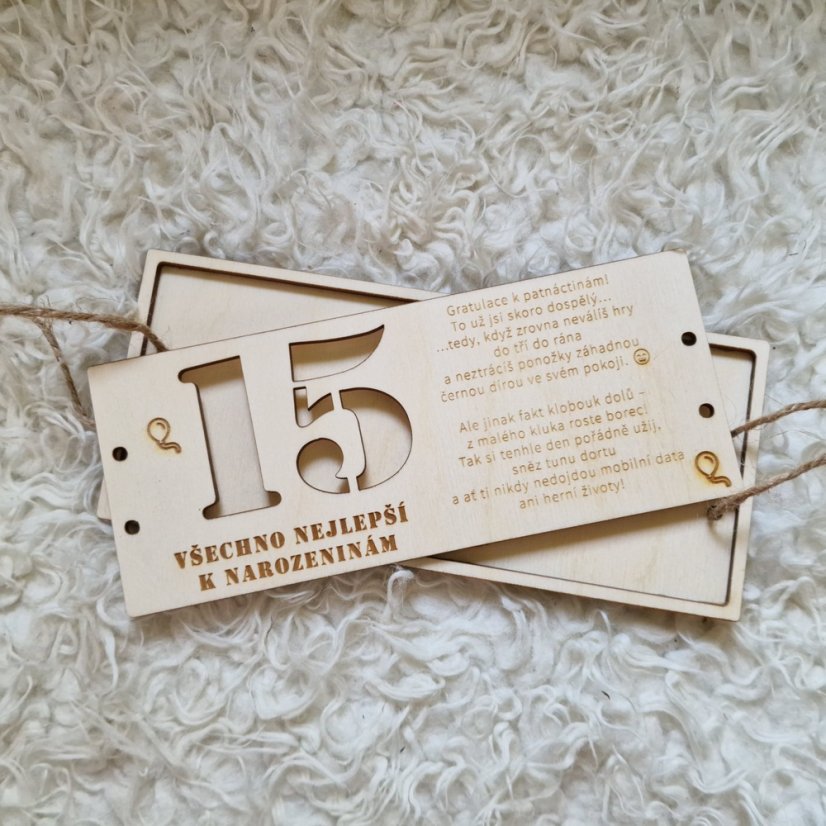 15
VŠECHNO NEJLEPŠÍ
K NAROZENINÁM
Gratulace k patnáctinám!
To už jsi skoro dospělý...
...tedy, když zrovna neválíš hry
do tří do rána
a neztrácíš ponožky záhadnou
černou dírou ve svém pokoji. 😄
Ale jinak fakt klobouk dolů –
z malého kluka roste borec!
Tak si tenhle den pořádně užij,
sněz tunu dortu
a ať ti nikdy nedojdou mobilní data
ani herní životy!